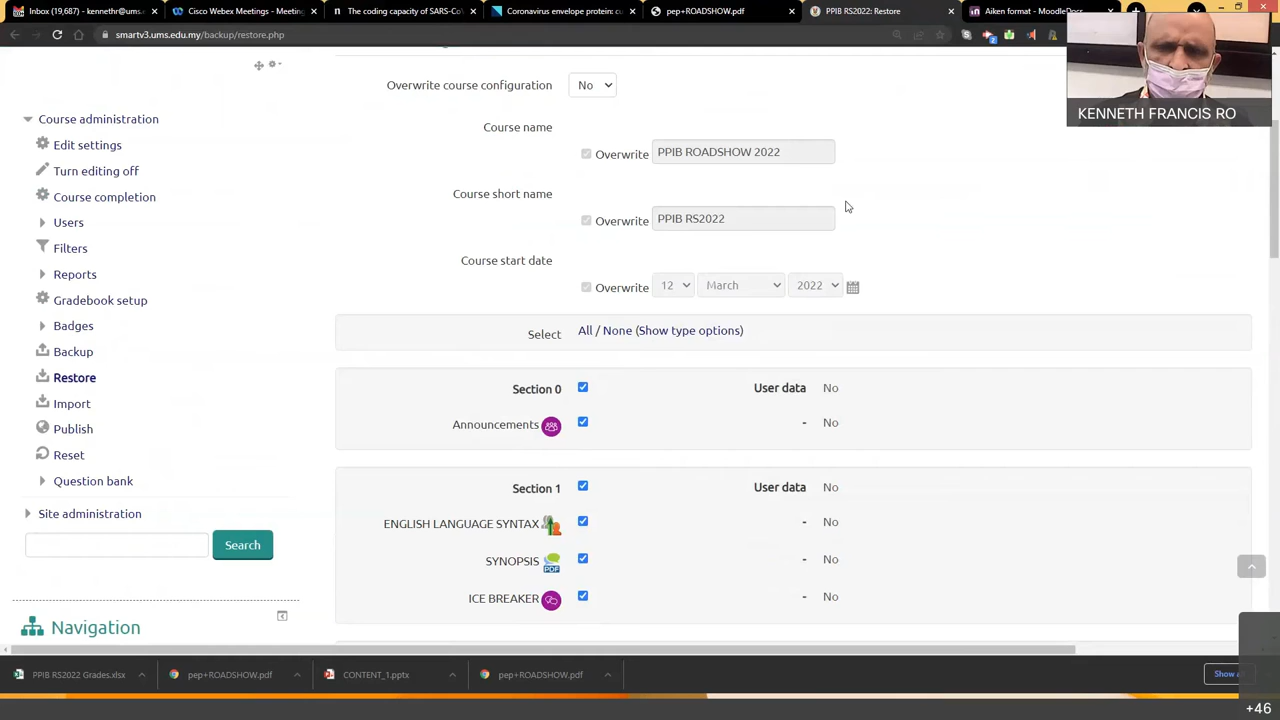 Inbox (19,687) - kenneth@ums.e
Cisco Webex Meetings - Meetin
The coding capacity of SARS-CoV
Coronavirus envelope protein: cu
pep+ROADSHOW.pdf
PPIB RS2022: Restore
Aiken format - MoodleDocs
smartv3.ums.edu.my/backup/restore.php
KENNETH FRANCIS RO
Course administration
Edit settings
Turn editing off
Course completion
Users
Filters
Reports
Gradebook setup
Badges
Backup
Restore
Import
Publish
Reset
Question bank
Site administration
Search
Navigation
Overwrite course configuration No
Course name
Overwrite PPIB ROADSHOW 2022
Course short name
Overwrite PPIB RS2022
Course start date
Overwrite 12 March 2022
Select All / None (Show type options)
Section 0 User data No
Announcements - No
Section 1 User data No
ENGLISH LANGUAGE SYNTAX - No
SYNOPSIS PDF - No
ICE BREAKER - No
PPIB RS2022 Grades.xlsx
pep+ROADSHOW.pdf
CONTENT_1.pptx
pep+ROADSHOW.pdf
Show a
+46